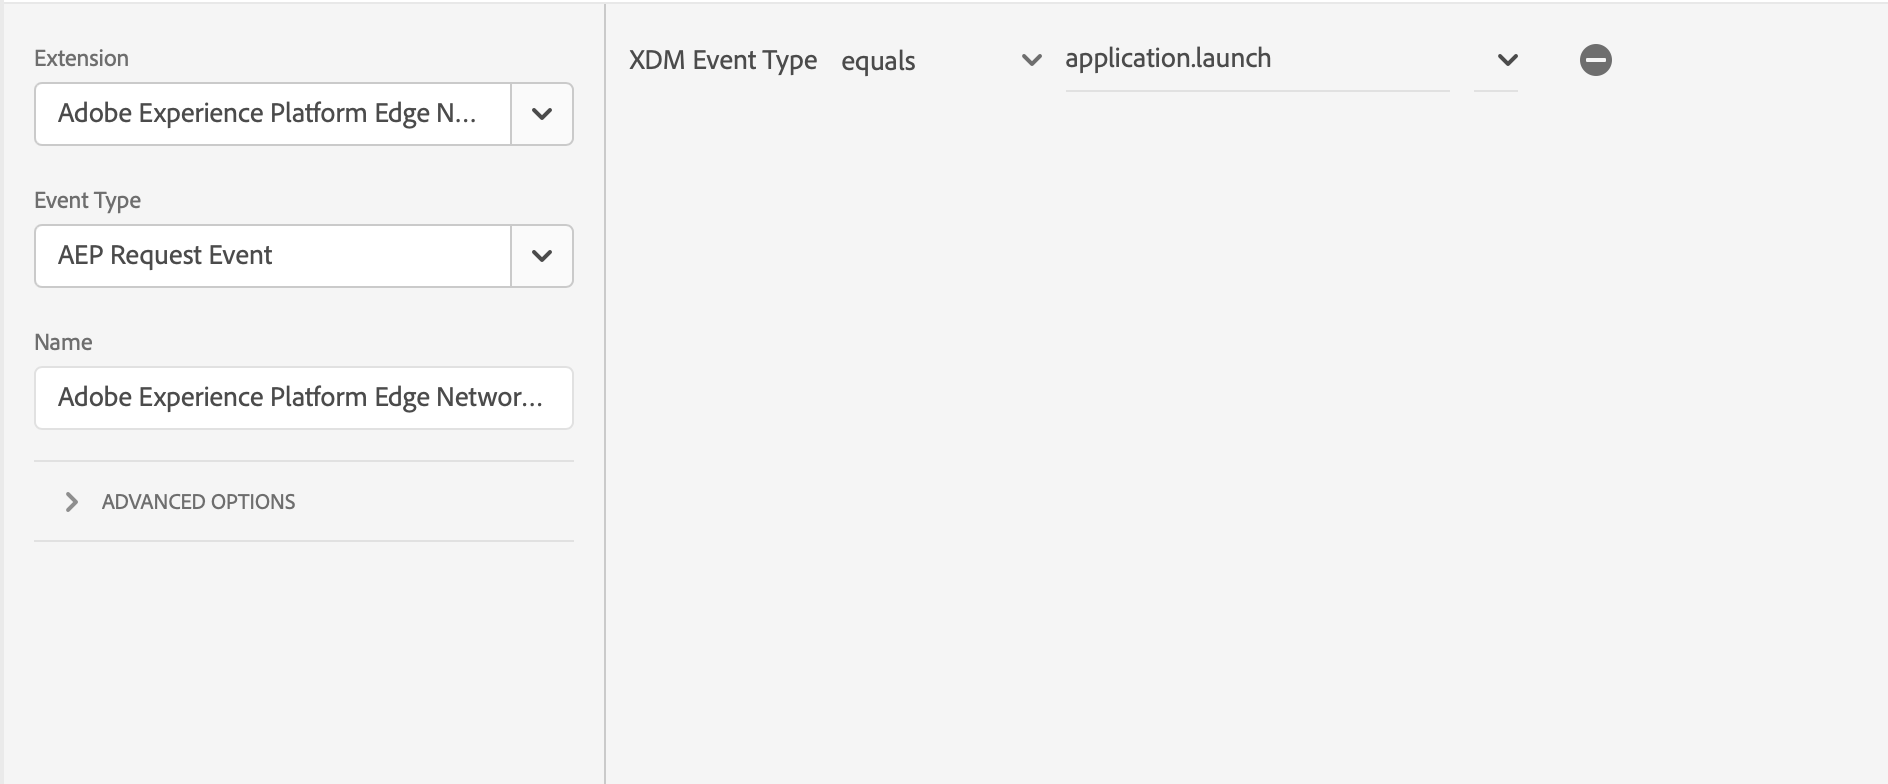 Extension
Adobe Experience Platform Edge N...
Event Type
AEP Request Event
Name
Adobe Experience Platform Edge Networ...
ADVANCED OPTIONS
XDM Event Type equals application.launch